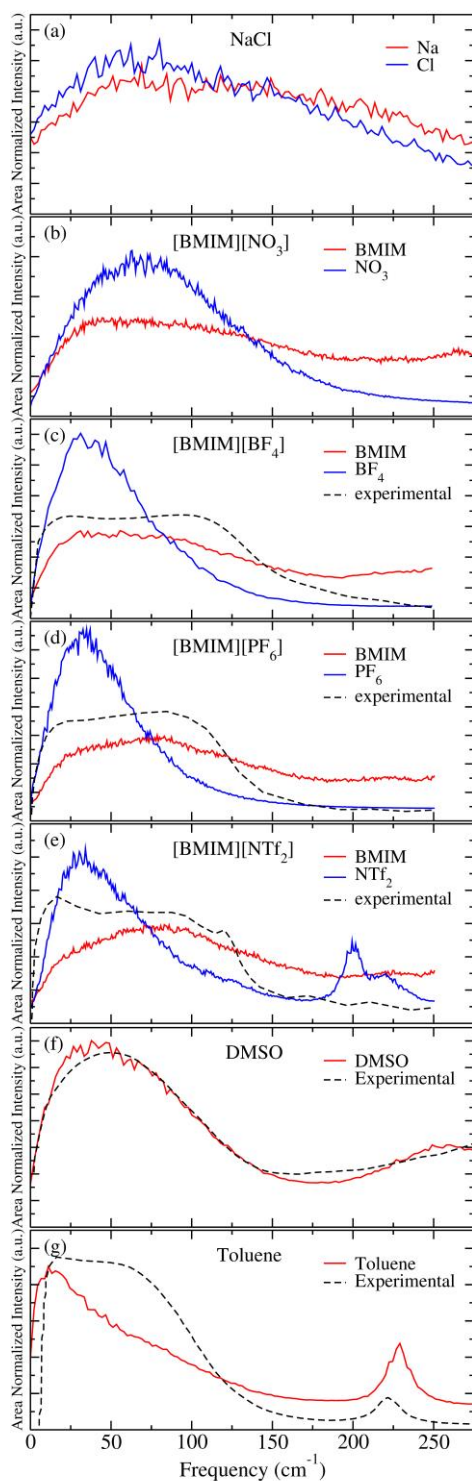 (a)
NaCl
Na
Cl
Area Normalized Intensity (a.u.)
(b)
[BMIM][NO3]
BMIM
NO3
Area Normalized Intensity (a.u.)
(c)
[BMIM][BF4]
BMIM
BF4
experimental
Area Normalized Intensity (a.u.)
(d)
[BMIM][PF6]
BMIM
PF6
experimental
Area Normalized Intensity (a.u.)
(e)
[BMIM][NTf2]
BMIM
NTf2
experimental
Area Normalized Intensity (a.u.)
(f)
DMSO
DMSO
Experimental
Area Normalized Intensity (a.u.)
(g)
Toluene
Toluene
Experimental
Area Normalized Intensity (a.u.)
0 50 100 150 200 250
Frequency (cm-1)